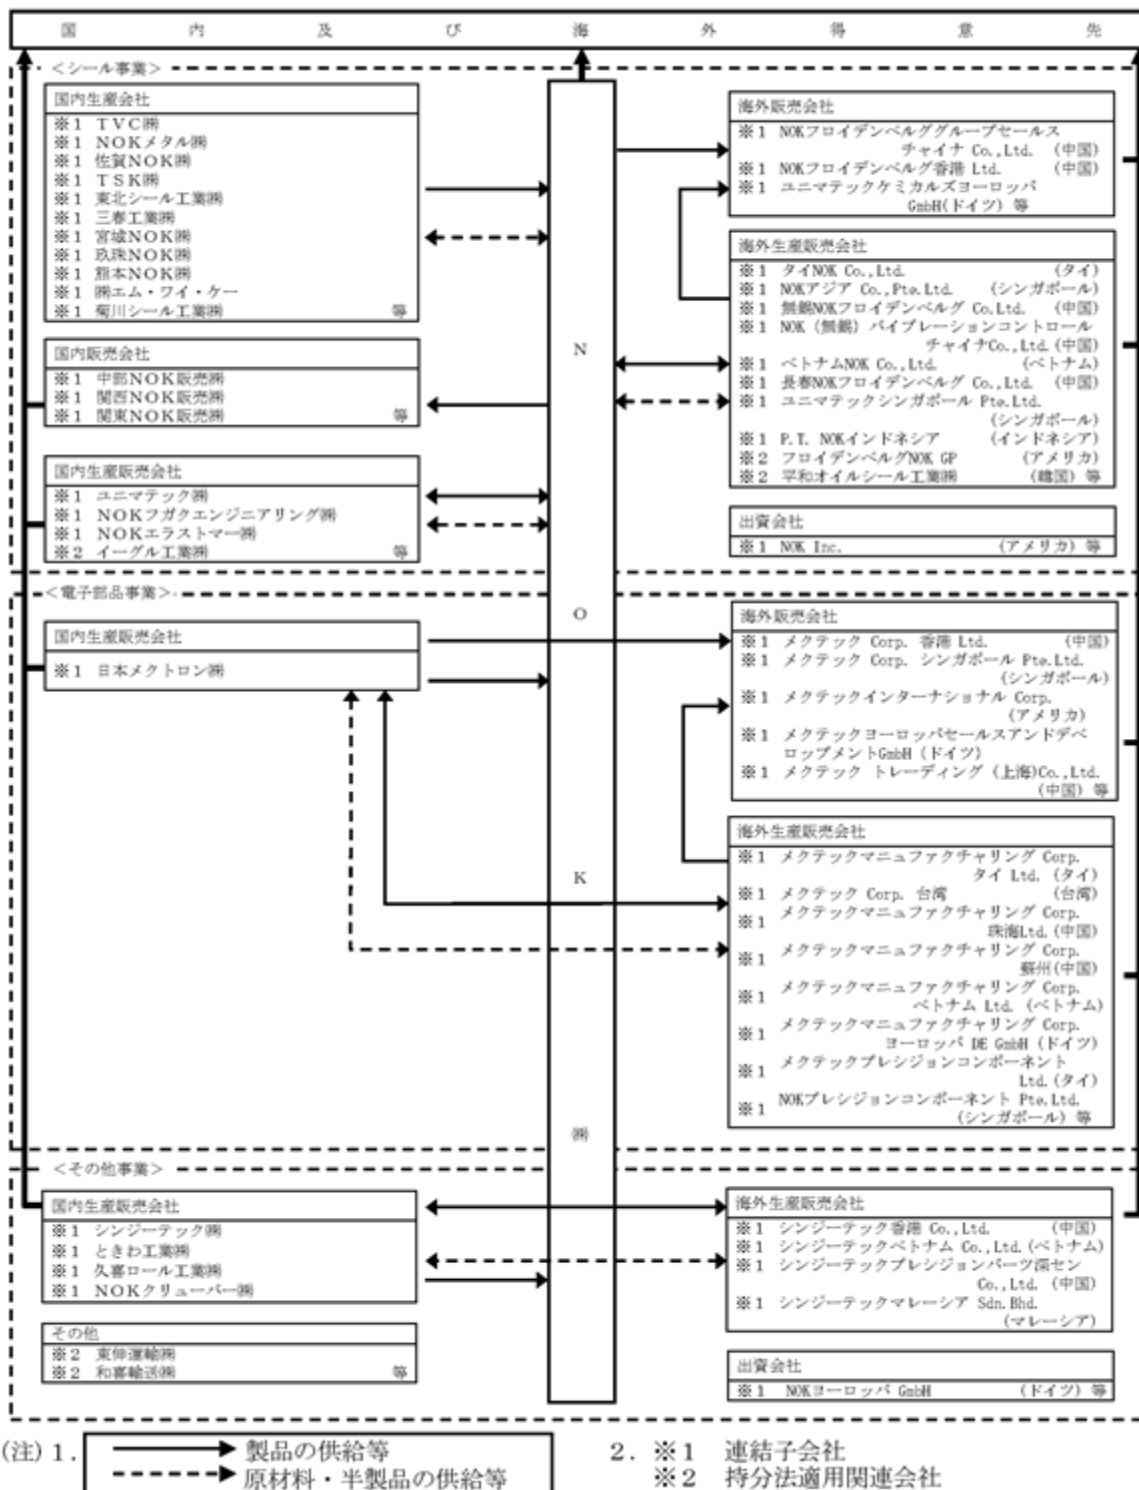 国内及び海外得意先
＜シール事業＞
国内生産会社
※1 TVC㈱
※1 NOKメタル㈱
※1 佐賀NOK㈱
※1 TSK㈱
※1 東北シール工業㈱
※1 三春工業㈱
※1 宮城NOK㈱
※1 玖珠NOK㈱
※1 熊本NOK㈱
※1 ㈱エム・ワイ・ケー
※1 菊川シール工業㈱ 等
国内販売会社
※1 中部NOK販売㈱
※1 関西NOK販売㈱
※1 関東NOK販売㈱ 等
国内生産販売会社
※1 ユニマテック㈱
※1 NOKフガクエンジニアリング㈱
※1 NOKエラストマー㈱
※2 イーグル工業㈱ 等
N
O
K
㈱
海外販売会社
※1 NOKフロイデンベルググループセールス
チャイナ Co.,Ltd. (中国)
※1 NOKフロイデンベルグ香港 Ltd. (中国)
※1 ユニマテックケミカルズヨーロッパ
GmbH(ドイツ) 等
海外生産販売会社
※1 タイNOK Co.,Ltd. (タイ)
※1 NOKアジア Co.,Pte.Ltd. (シンガポール)
※1 無錫NOKフロイデンベルグ Co.Ltd. (中国)
※1 NOK (無錫) バイブレーションコントロール
チャイナCo.,Ltd.(中国)
※1 ベトナムNOK Co.,Ltd. (ベトナム)
※1 長春NOKフロイデンベルグ Co.,Ltd. (中国)
※1 ユニマテックシンガポール Pte.Ltd.
(シンガポール)
※1 P.T. NOKインドネシア (インドネシア)
※2 フロイデンベルグNOK GP (アメリカ)
※2 平和オイルシール工業㈱ (韓国) 等
出資会社
※1 NOK Inc. (アメリカ) 等
＜電子部品事業＞
国内生産販売会社
※1 日本メクトロン㈱
海外販売会社
※1 メクテック Corp. 香港 Ltd. (中国)
※1 メクテック Corp. シンガポール Pte.Ltd.
(シンガポール)
※1 メクテックインターナショナル Corp.
(アメリカ)
※1 メクテックヨーロッパセールスアンドデベ
ロップメントGmbH (ドイツ)
※1 メクテック トレーディング (上海)Co.,Ltd.
(中国) 等
海外生産販売会社
※1 メクテックマニュファクチャリング Corp.
タイ Ltd. (タイ)
※1 メクテック Corp. 台湾 (台湾)
※1 メクテックマニュファクチャリング Corp.
珠海Ltd.(中国)
※1 メクテックマニュファクチャリング Corp.
蘇州(中国)
※1 メクテックマニュファクチャリング Corp.
ベトナム Ltd. (ベトナム)
※1 メクテックマニュファクチャリング Corp.
ヨーロッパ DE GmbH (ドイツ)
※1 メクテックプレシジョンコンポーネント
Ltd.(タイ)
※1 NOKプレシジョンコンポーネント Pte.Ltd.
(シンガポール) 等
＜その他事業＞
国内生産販売会社
※1 シンジーテック㈱
※1 ときわ工業㈱
※1 久喜ロール工業㈱
※1 NOKクリューバー㈱
その他
※2 東伸運輸㈱
※2 和喜輸送㈱ 等
海外生産販売会社
※1 シンジーテック香港 Co.,Ltd. (中国)
※1 シンジーテックベトナム Co.,Ltd.(ベトナム)
※1 シンジーテックプレシジョンパーツ深セン
Co.,Ltd. (中国)
※1 シンジーテックマレーシア Sdn.Bhd.
(マレーシア)
出資会社
※1 NOKヨーロッパ GmbH (ドイツ) 等
(注) 1. 製品の供給等
原材料・半製品の供給等
2. ※1 連結子会社
※2 持分法適用関連会社